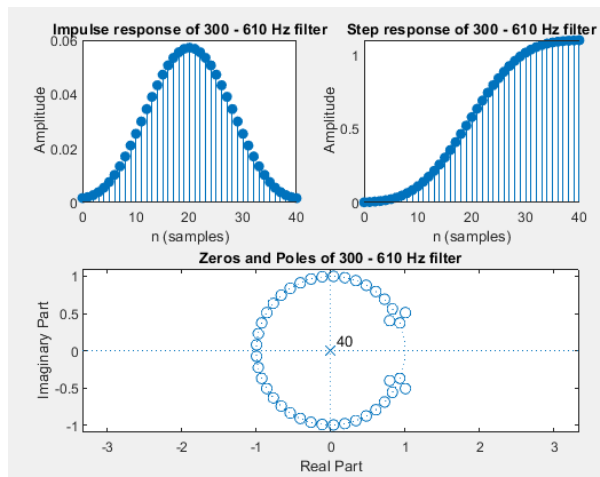 Impulse response of 300 - 610 Hz filter
0.06
0.04
0.02
0
Amplitude
0 10 20 30 40
n (samples)
Step response of 300 - 610 Hz filter
1
0.5
0
Amplitude
0 10 20 30 40
n (samples)
Zeros and Poles of 300 - 610 Hz filter
1
0.5
0
-0.5
-1
Imaginary Part
40
-3 -2 -1 0 1 2 3
Real Part